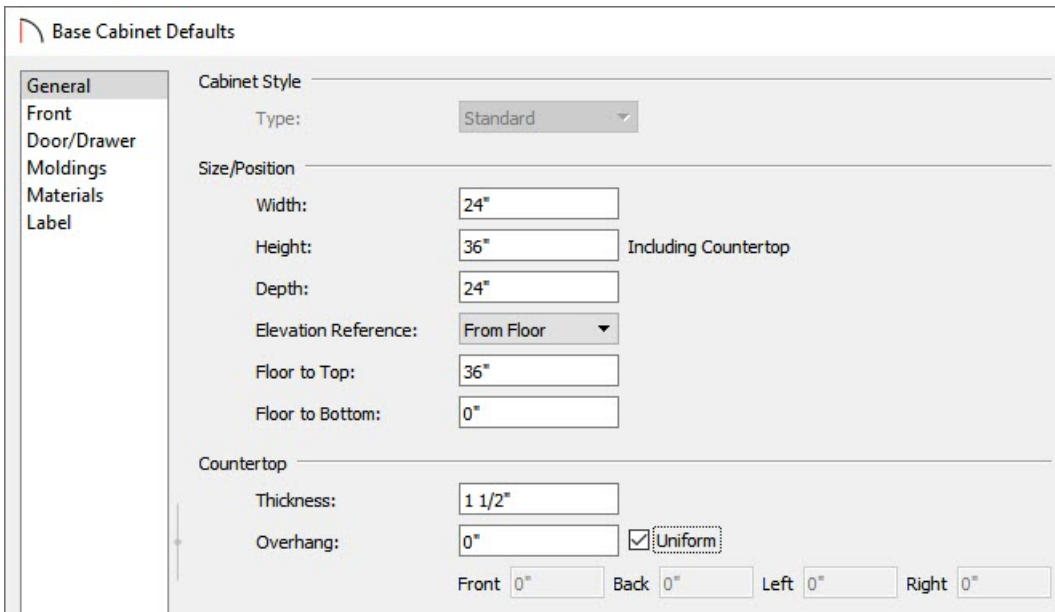 Base Cabinet Defaults
General
Front
Door/Drawer
Moldings
Materials
Label
Cabinet Style
Type: Standard
Size/Position
Width: 24"
Height: 36" Including Countertop
Depth: 24"
Elevation Reference: From Floor
Floor to Top: 36"
Floor to Bottom: 0"
Countertop
Thickness: 1 1/2"
Overhang: 0" Uniform
Front 0" Back 0" Left 0" Right 0"